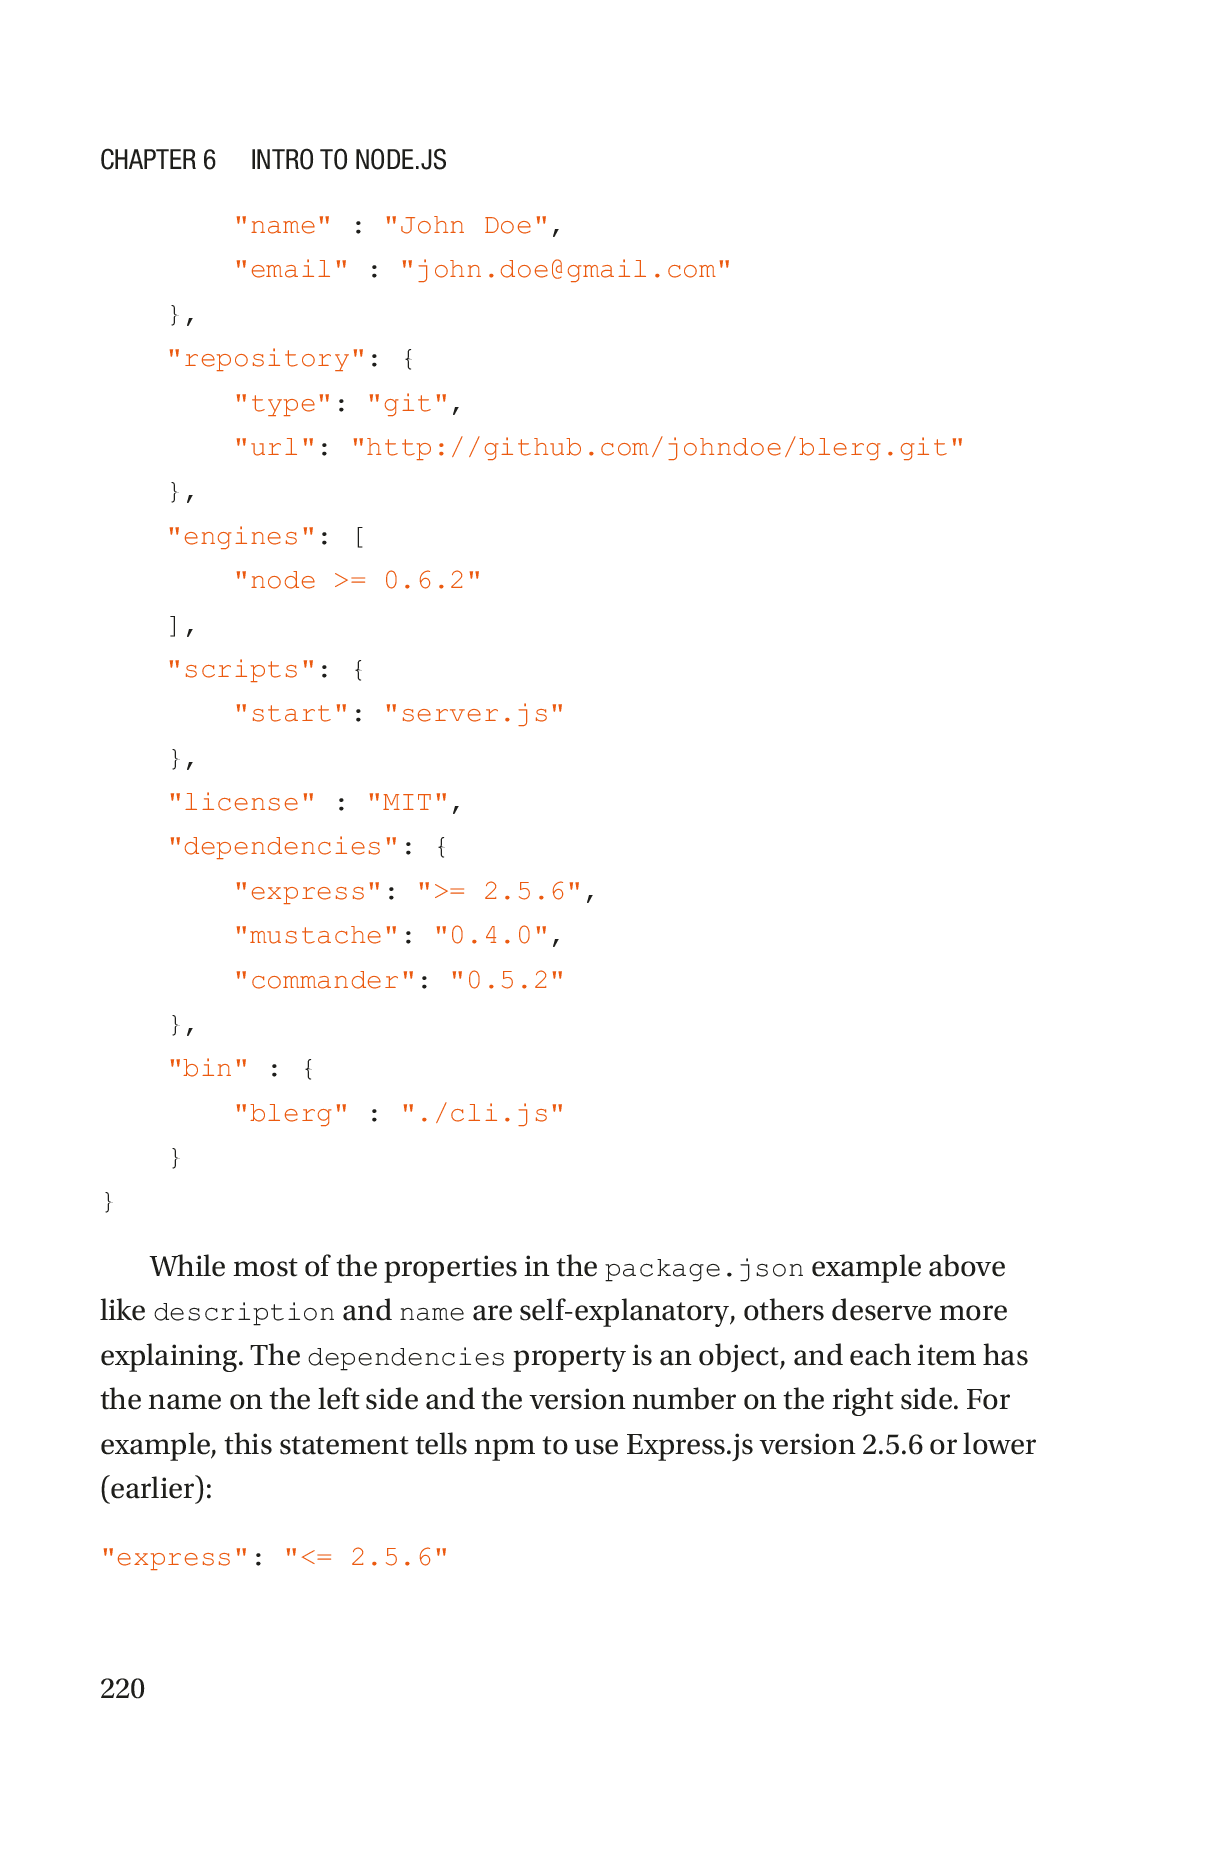 CHAPTER 6 INTRO TO NODE.JS
"name" : "John Doe",
"email" : "john.doe@gmail.com"
},
"repository": {
"type": "git",
"url": "http://github.com/johndoe/blerg.git"
},
"engines": [
"node >= 0.6.2"
],
"scripts": {
"start": "server.js"
},
"license" : "MIT",
"dependencies": {
"express": ">= 2.5.6",
"mustache": "0.4.0",
"commander": "0.5.2"
},
"bin" : {
"blerg" : "./cli.js"
}
}
While most of the properties in the package.json example above
like description and name are self-explanatory, others deserve more
explaining. The dependencies property is an object, and each item has
the name on the left side and the version number on the right side. For
example, this statement tells npm to use Express.js version 2.5.6 or lower
(earlier):
"express": "<= 2.5.6"
220